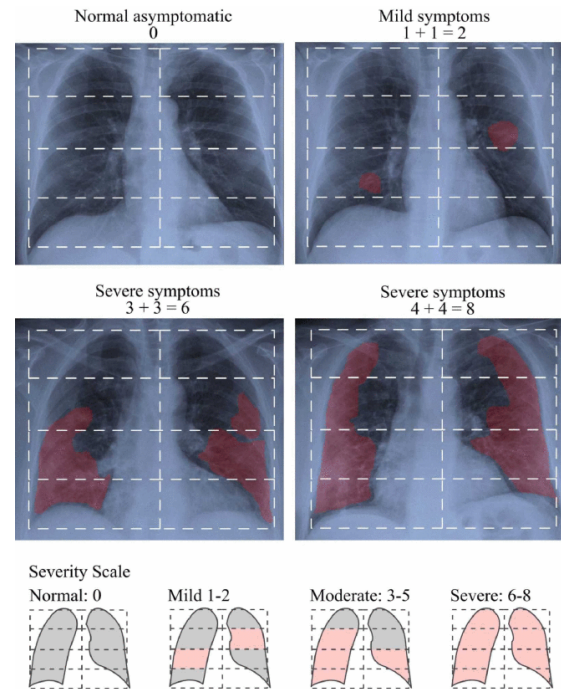 Normal asymptomatic
0
Mild symptoms
1 + 1 = 2
Severe symptoms
3 + 3 = 6
Severe symptoms
4 + 4 = 8
Severity Scale
Normal: 0
Mild 1-2
Moderate: 3-5
Severe: 6-8